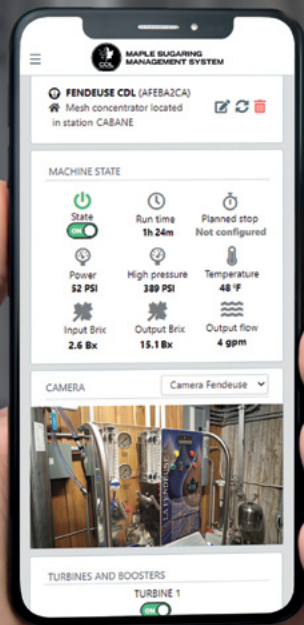 CDL
MAPLE SUGARING
MANAGEMENT SYSTEM
FENDEUSE CDL (AFEBA2CA)
Mesh concentrator located
in station CABANE
MACHINE STATE
State
ON
Run time
1h 24m
Planned stop
Not configured
Power
52 PSI
High pressure
389 PSI
Temperature
48 °F
Input Brix
2.6 Bx
Output Brix
15.1 Bx
Output flow
4 gpm
CAMERA
Camera Fendeuse
LA FENDEUSE
TURBINES AND BOOSTERS
TURBINE 1
ON